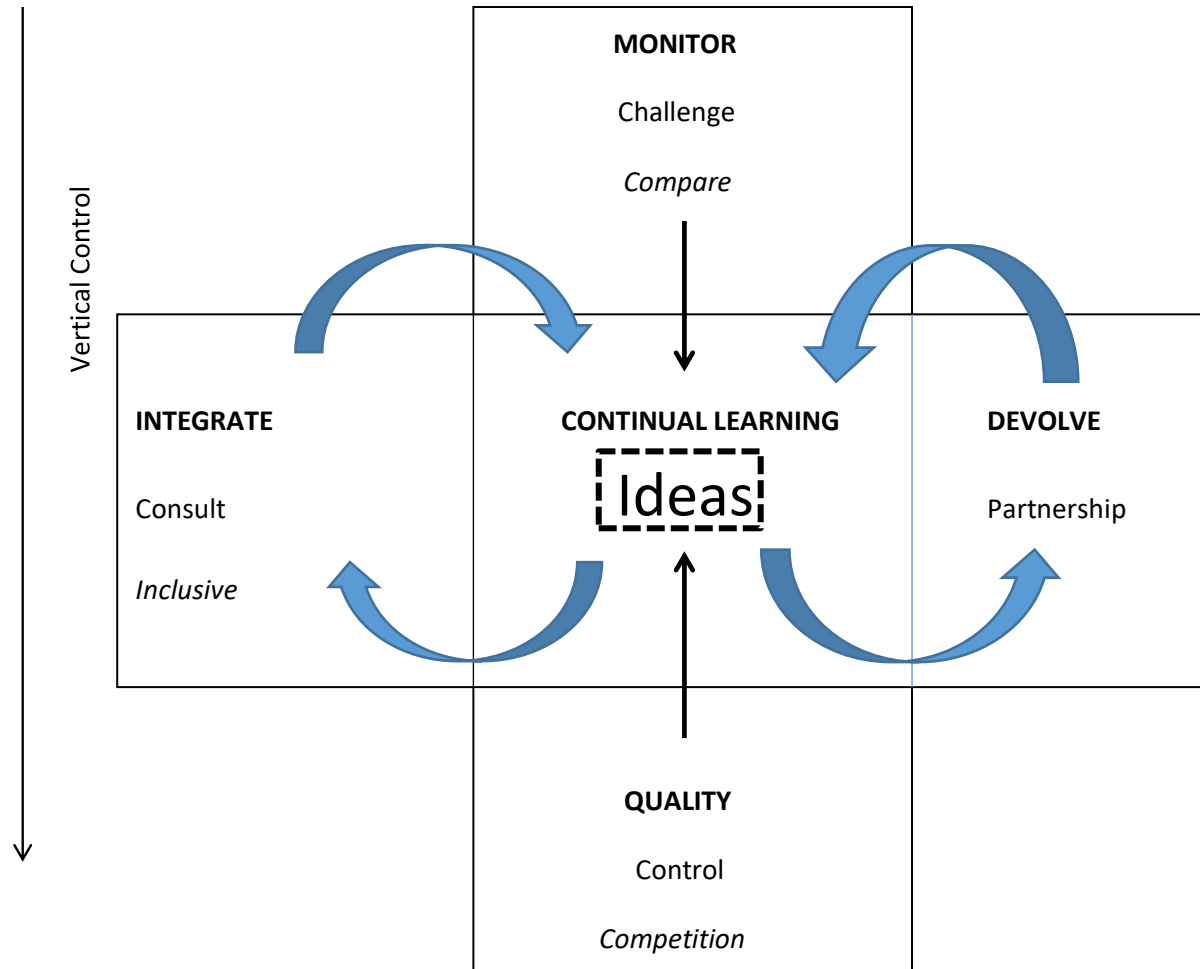 MONITOR
Challenge
Compare
Vertical Control
INTEGRATE
Consult
Inclusive
CONTINUAL LEARNING
Ideas
DEVOLVE
Partnership
QUALITY
Control
Competition